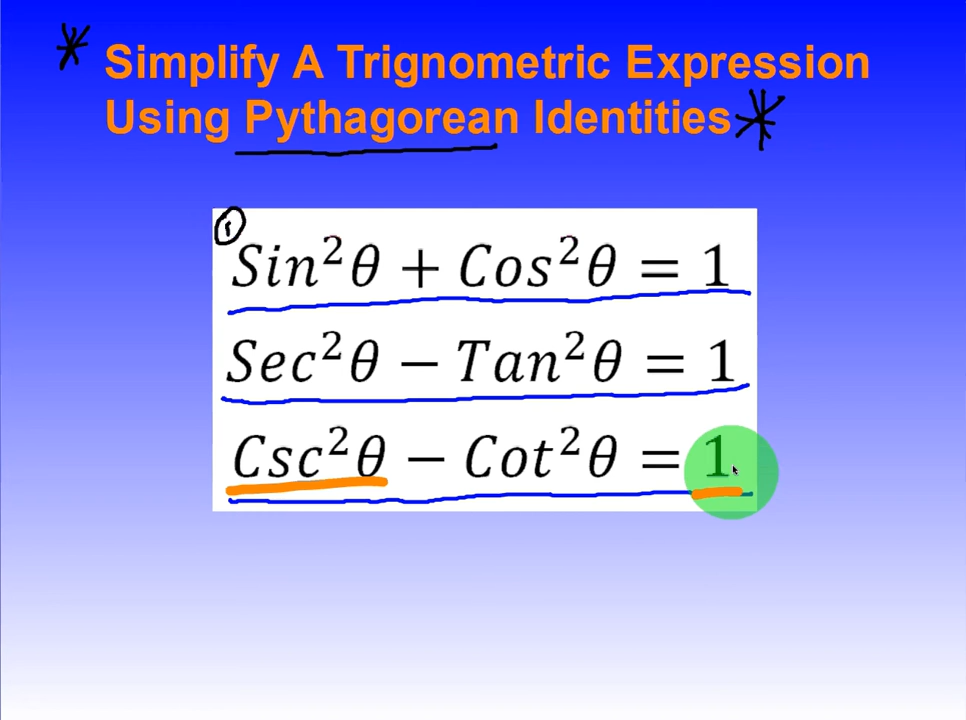 * Simplify A Trignometric Expression
Using Pythagorean Identities *
①
Sin²θ + Cos²θ = 1
Sec²θ − Tan²θ = 1
Csc²θ − Cot²θ = 1